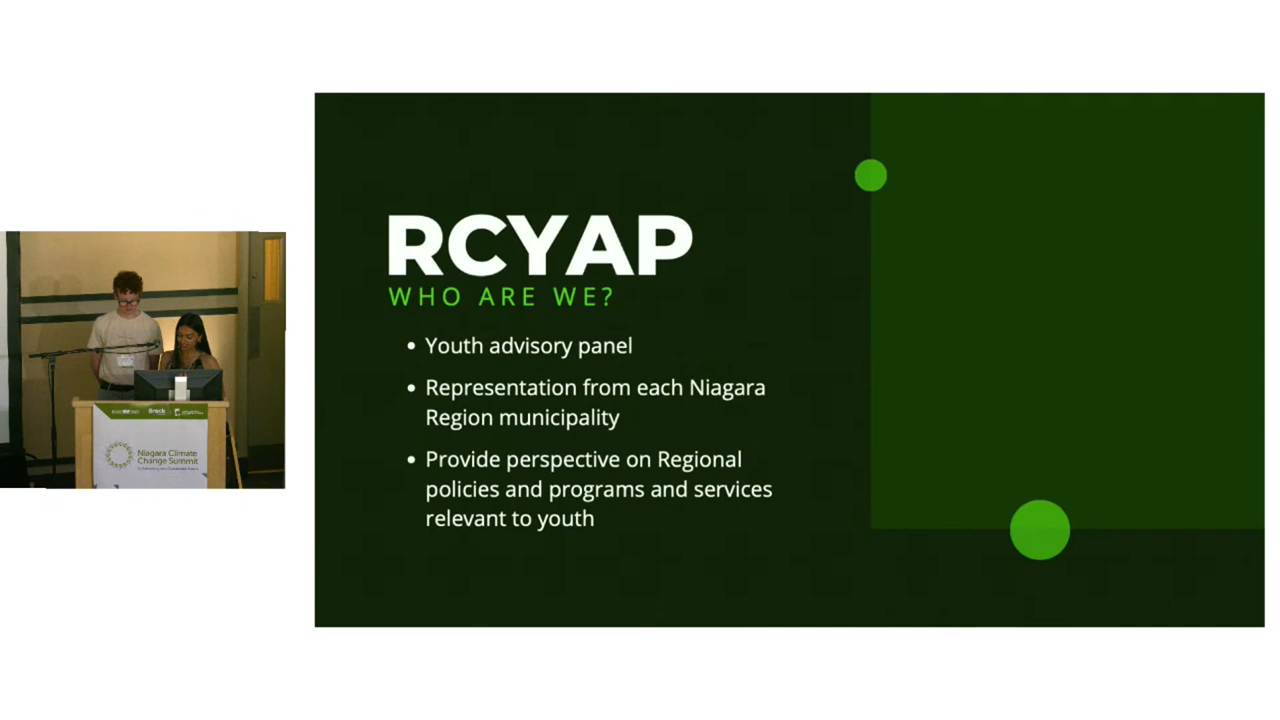 RCYAP
WHO ARE WE?
• Youth advisory panel
• Representation from each Niagara
Region municipality
• Provide perspective on Regional
policies and programs and services
relevant to youth
Brock
Niagara Climate
Change Summit